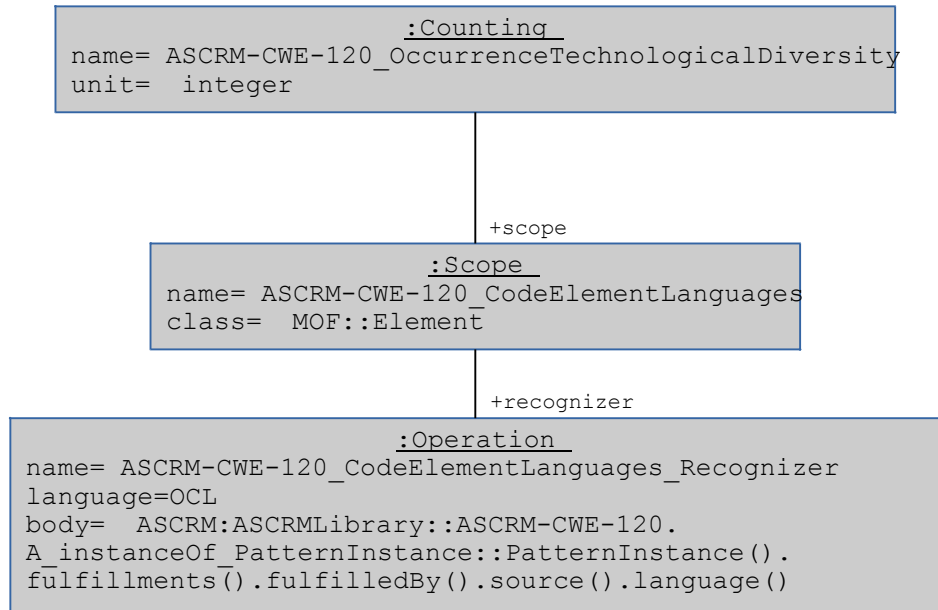 :Counting
name= ASCRM-CWE-120_OccurrenceTechnologicalDiversity
unit=  integer
+scope
:Scope
name= ASCRM-CWE-120_CodeElementLanguages
class=  MOF::Element
+recognizer
:Operation
name= ASCRM-CWE-120_CodeElementLanguages_Recognizer
language=OCL
body=  ASCRM:ASCRMLibrary::ASCRM-CWE-120.
A_instanceOf_PatternInstance::PatternInstance().
fulfillments().fulfilledBy().source().language()